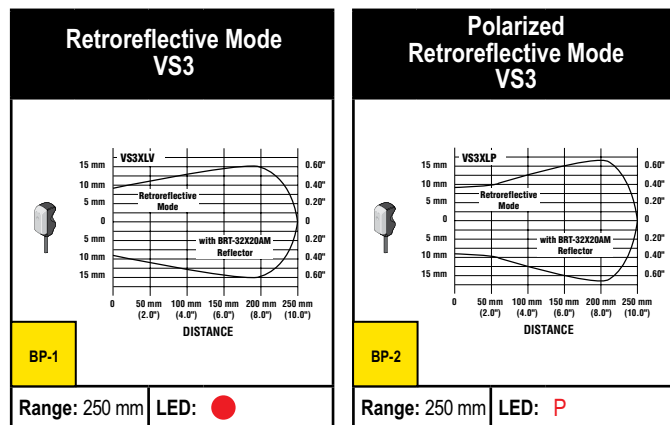 Retroreflective Mode
VS3
VS3XLV
15 mm
10 mm
5 mm
0
5 mm
10 mm
15 mm
Retroreflective
Mode
with BRT-32X20AM
Reflector
0.60"
0.40"
0.20"
0
0.20"
0.40"
0.60"
0 50 mm 100 mm 150 mm 200 mm 250 mm
(2.0") (4.0") (6.0") (8.0") (10.0")
DISTANCE
BP-1
Range: 250 mm LED:
Polarized
Retroreflective Mode
VS3
VS3XLP
15 mm
10 mm
5 mm
0
5 mm
10 mm
15 mm
Retroreflective
Mode
with BRT-32X20AM
Reflector
0.60"
0.40"
0.20"
0
0.20"
0.40"
0.60"
0 50 mm 100 mm 150 mm 200 mm 250 mm
(2.0") (4.0") (6.0") (8.0") (10.0")
DISTANCE
BP-2
Range: 250 mm LED: P